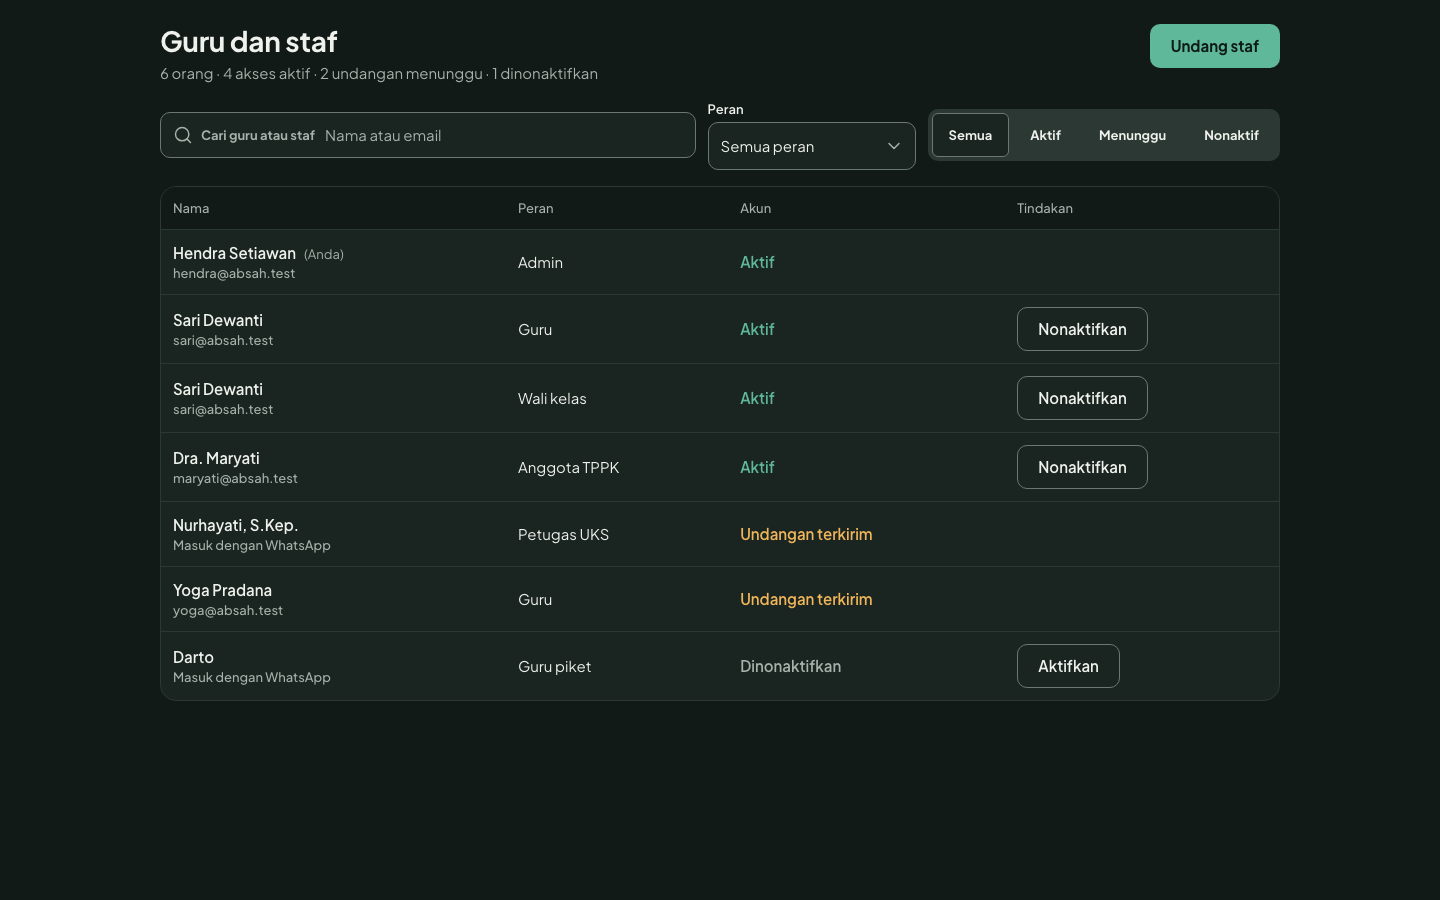 Guru dan staf
6 orang · 4 akses aktif · 2 undangan menunggu · 1 dinonaktifkan
Undang staf
Cari guru atau staf Nama atau email
Peran
Semua peran
Semua Aktif Menunggu Nonaktif
Nama Peran Akun Tindakan
Hendra Setiawan (Anda)
hendra@absah.test
Admin
Aktif
Sari Dewanti
sari@absah.test
Guru
Aktif
Nonaktifkan
Sari Dewanti
sari@absah.test
Wali kelas
Aktif
Nonaktifkan
Dra. Maryati
maryati@absah.test
Anggota TPPK
Aktif
Nonaktifkan
Nurhayati, S.Kep.
Masuk dengan WhatsApp
Petugas UKS
Undangan terkirim
Yoga Pradana
yoga@absah.test
Guru
Undangan terkirim
Darto
Masuk dengan WhatsApp
Guru piket
Dinonaktifkan
Aktifkan